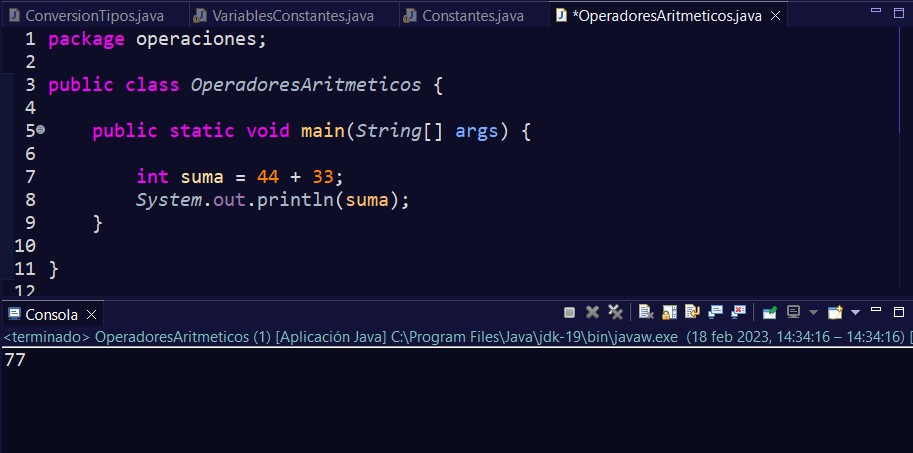 ConversionTipos.java VariablesConstantes.java Constantes.java *OperadoresAritmeticos.java
1 package operaciones;
2
3 public class OperadoresAritmeticos {
4
5 public static void main(String[] args) {
6
7 int suma = 44 + 33;
8 System.out.println(suma);
9 }
10
11 }
12
Consola
<terminado> OperadoresAritmeticos (1) [Aplicación Java] C:\Program Files\Java\jdk-19\bin\javaw.exe (18 feb 2023, 14:34:16 – 14:34:16) [
77